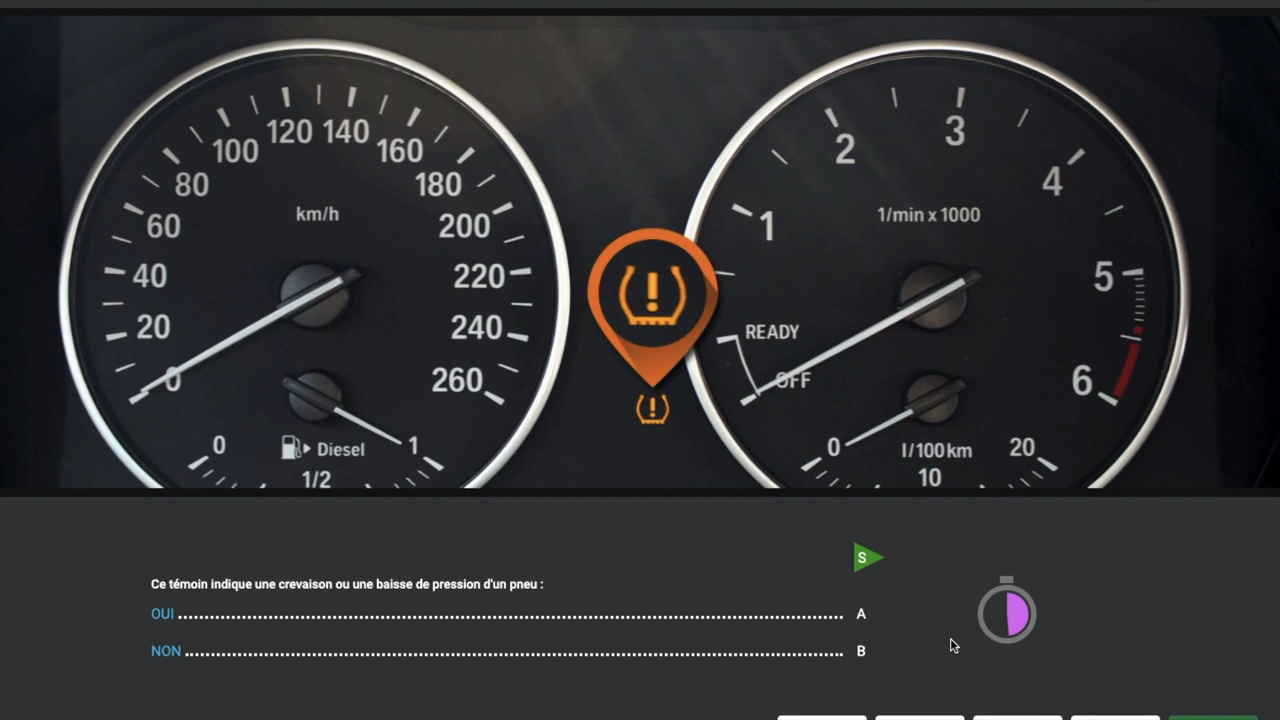 120 140
100 160
80 180
60 200
km/h
40 220
20 240
0 260
0 Diesel 1
1/2
3
2 4
1 1/min x 1000
5
READY
OFF 6
0 l/100 km 20
10
S
Ce témoin indique une crevaison ou une baisse de pression d'un pneu :
OUI A
NON B